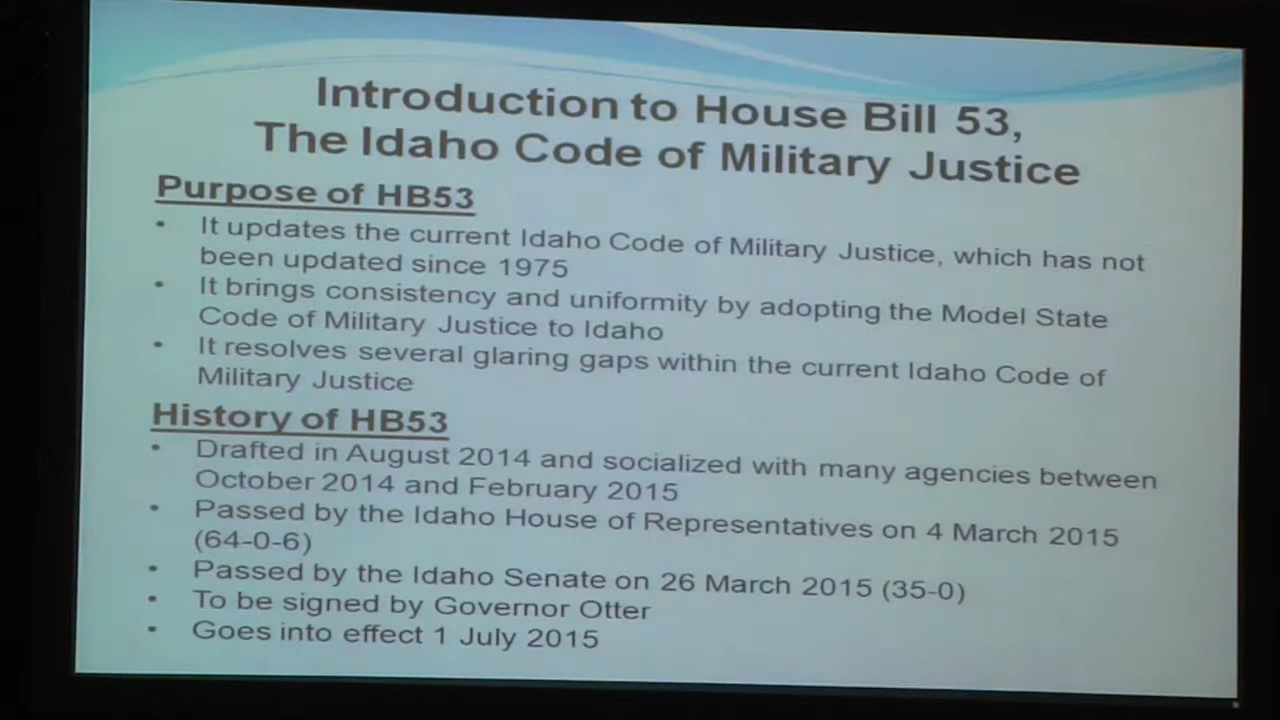 Introduction to House Bill 53,
The Idaho Code of Military Justice
Purpose of HB53
• It updates the current Idaho Code of Military Justice, which has not
been updated since 1975
• It brings consistency and uniformity by adopting the Model State
Code of Military Justice to Idaho
• It resolves several glaring gaps within the current Idaho Code of
Military Justice
History of HB53
• Drafted in August 2014 and socialized with many agencies between
October 2014 and February 2015
• Passed by the Idaho House of Representatives on 4 March 2015
(64-0-6)
• Passed by the Idaho Senate on 26 March 2015 (35-0)
• To be signed by Governor Otter
• Goes into effect 1 July 2015